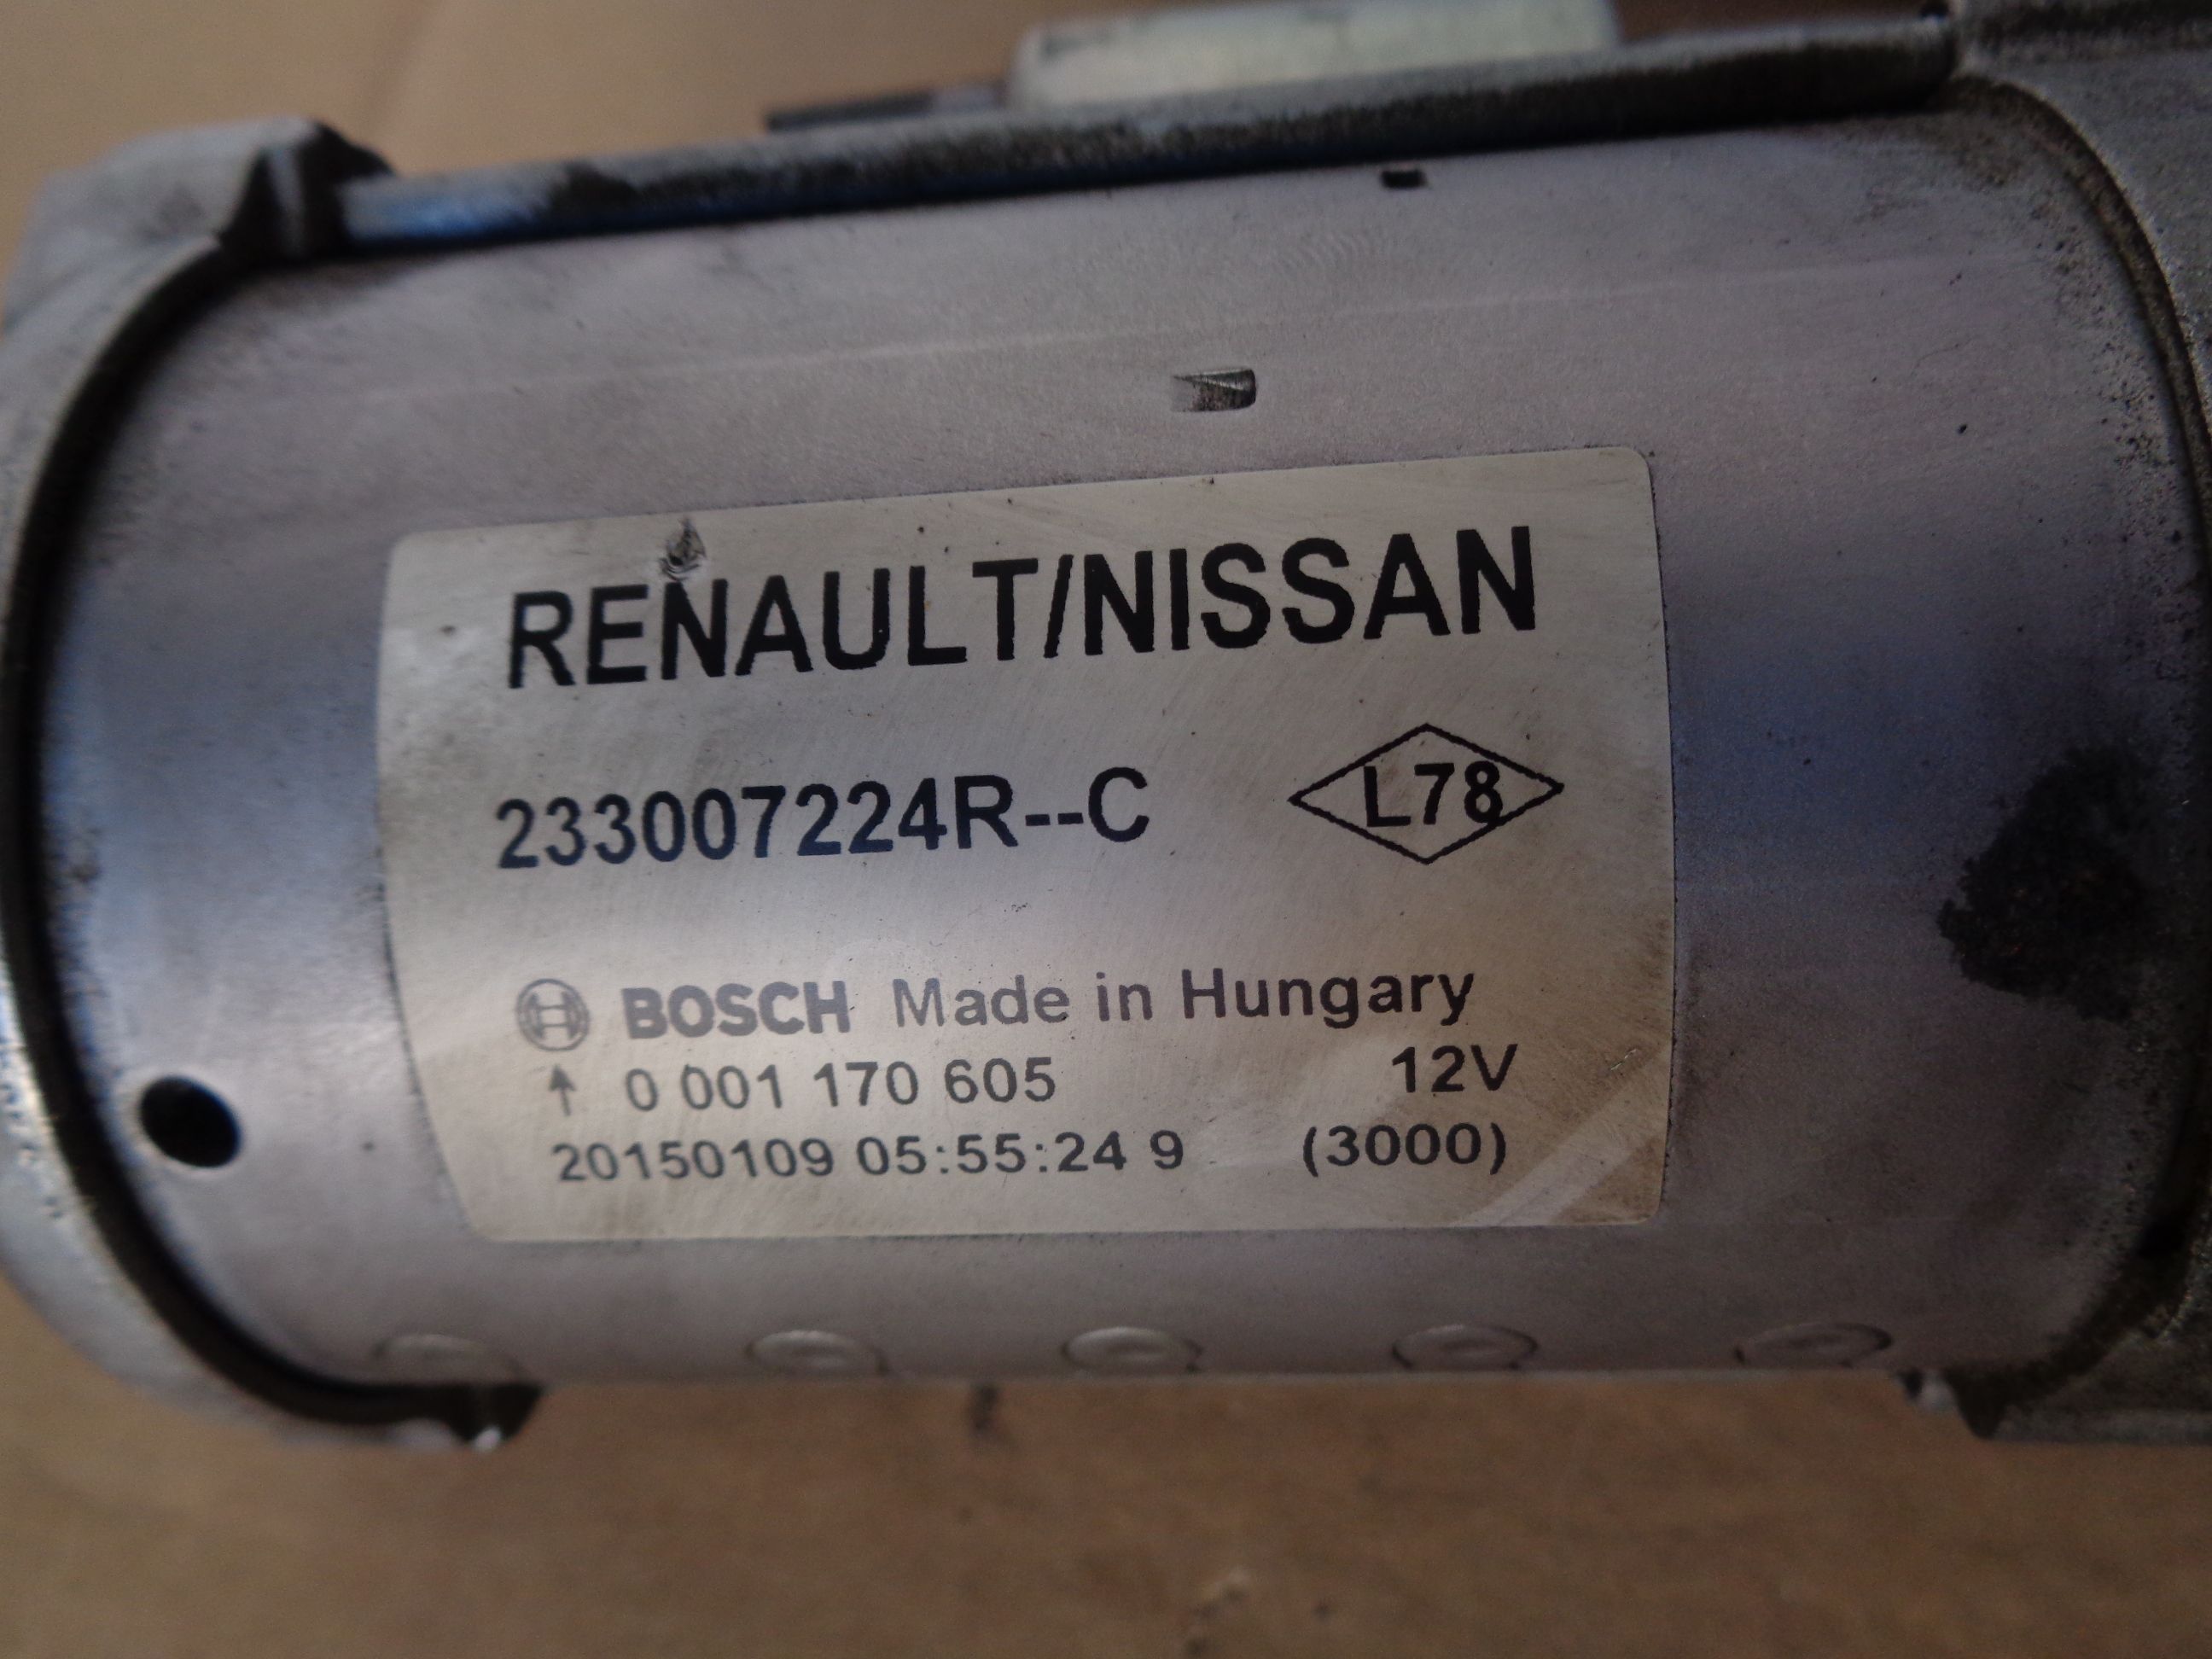 RENAULT/NISSAN
233007224R--C L78
BOSCH Made in Hungary
↑ 0 001 170 605 12V
20150109 05:55:24 9 (3000)